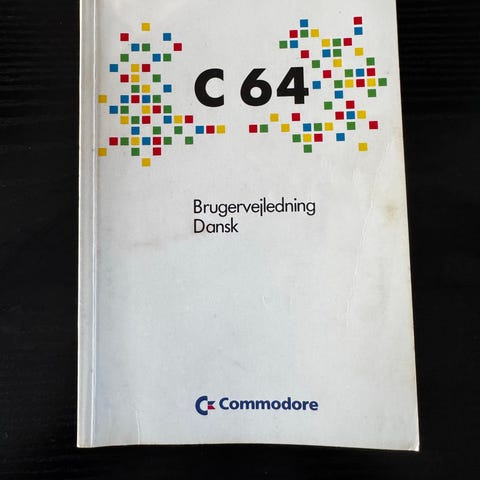 C 64
Brugervejledning
Dansk
Commodore